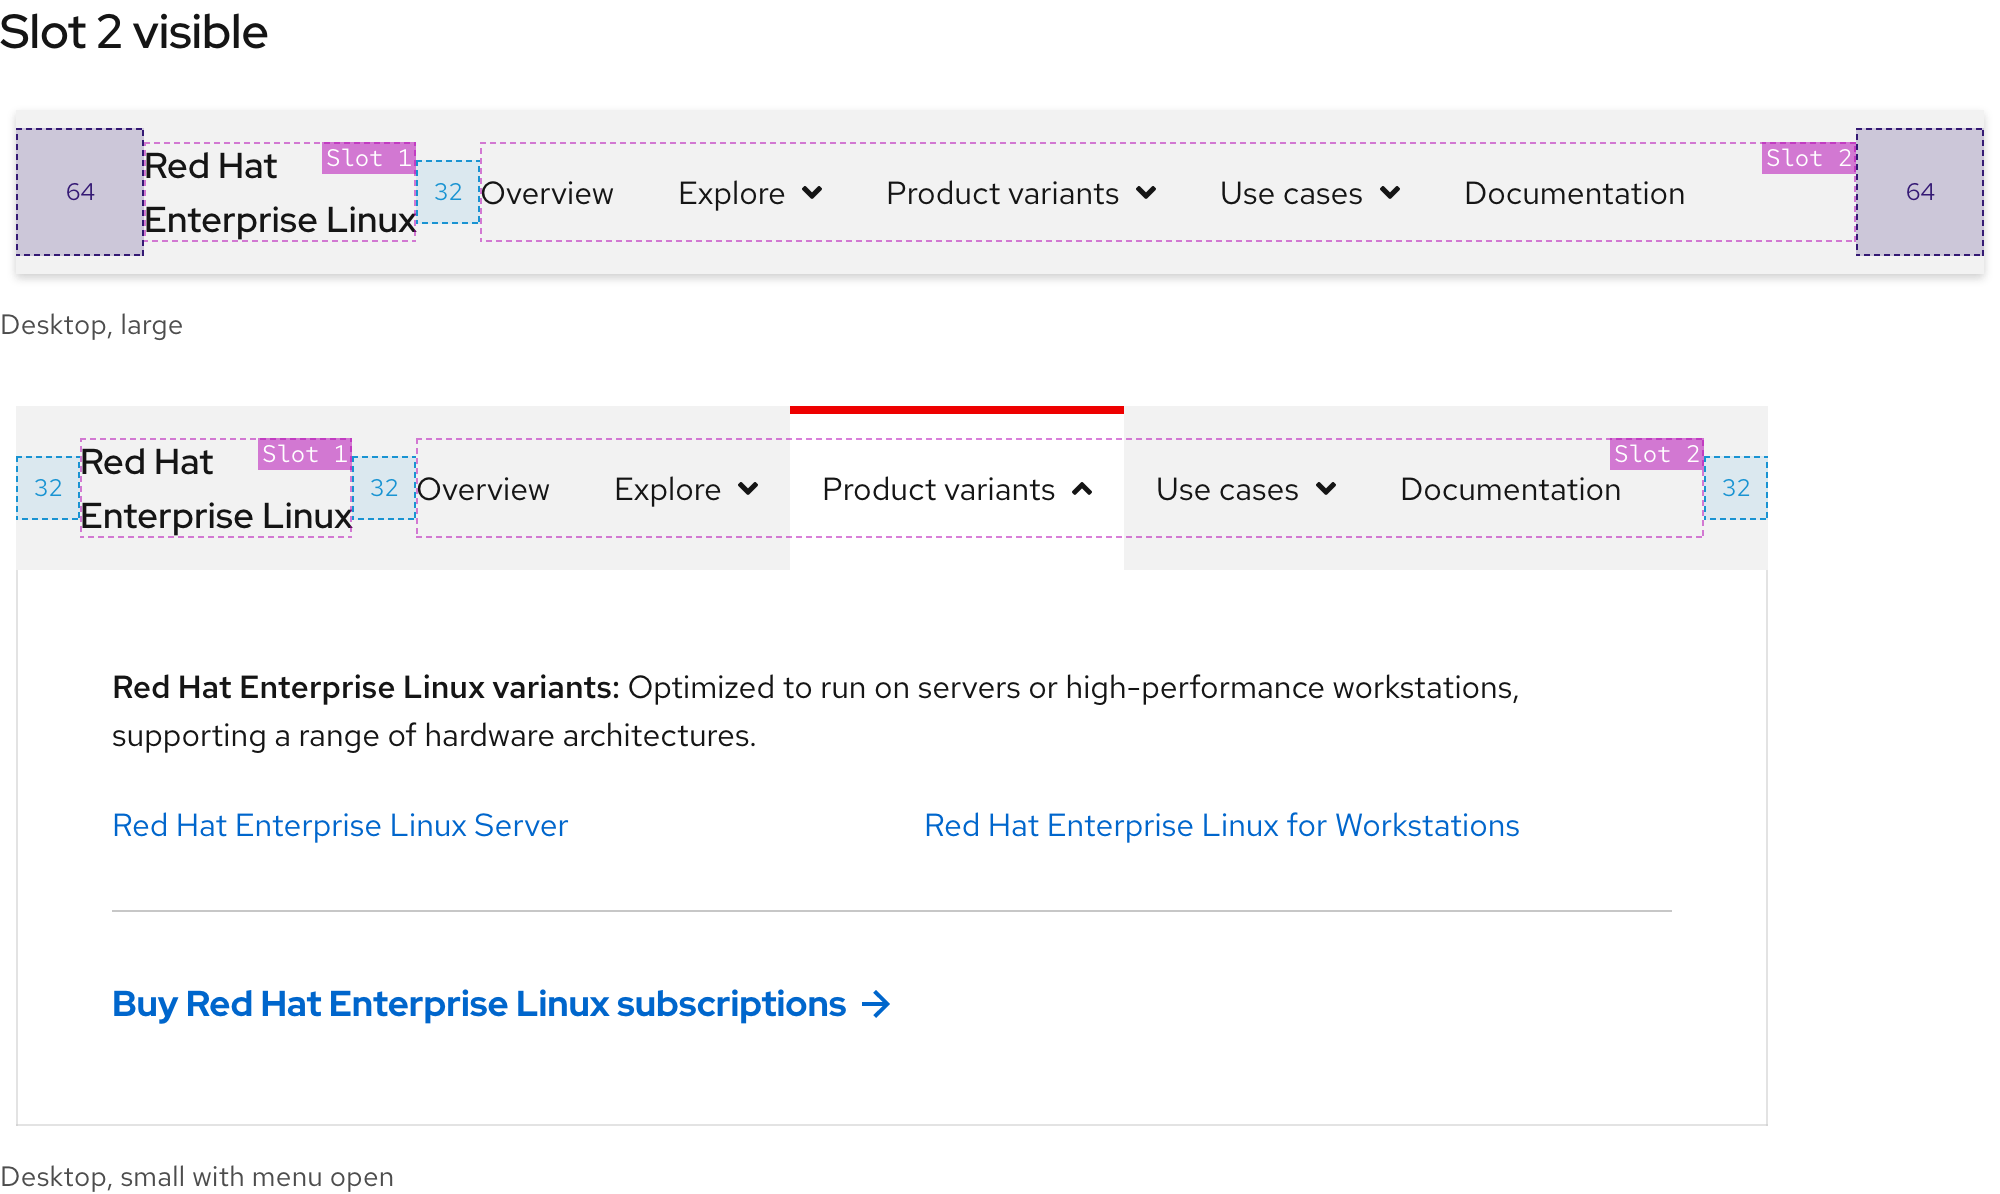 Slot 2 visible
64
Red Hat
Enterprise Linux
Slot 1
32
Overview
Explore
Product variants
Use cases
Documentation
Slot 2
64
Desktop, large
32
Red Hat
Enterprise Linux
Slot 1
32
Overview
Explore
Product variants
Use cases
Documentation
Slot 2
32
Red Hat Enterprise Linux variants: Optimized to run on servers or high-performance workstations,
supporting a range of hardware architectures.
Red Hat Enterprise Linux Server
Red Hat Enterprise Linux for Workstations
Buy Red Hat Enterprise Linux subscriptions →
Desktop, small with menu open